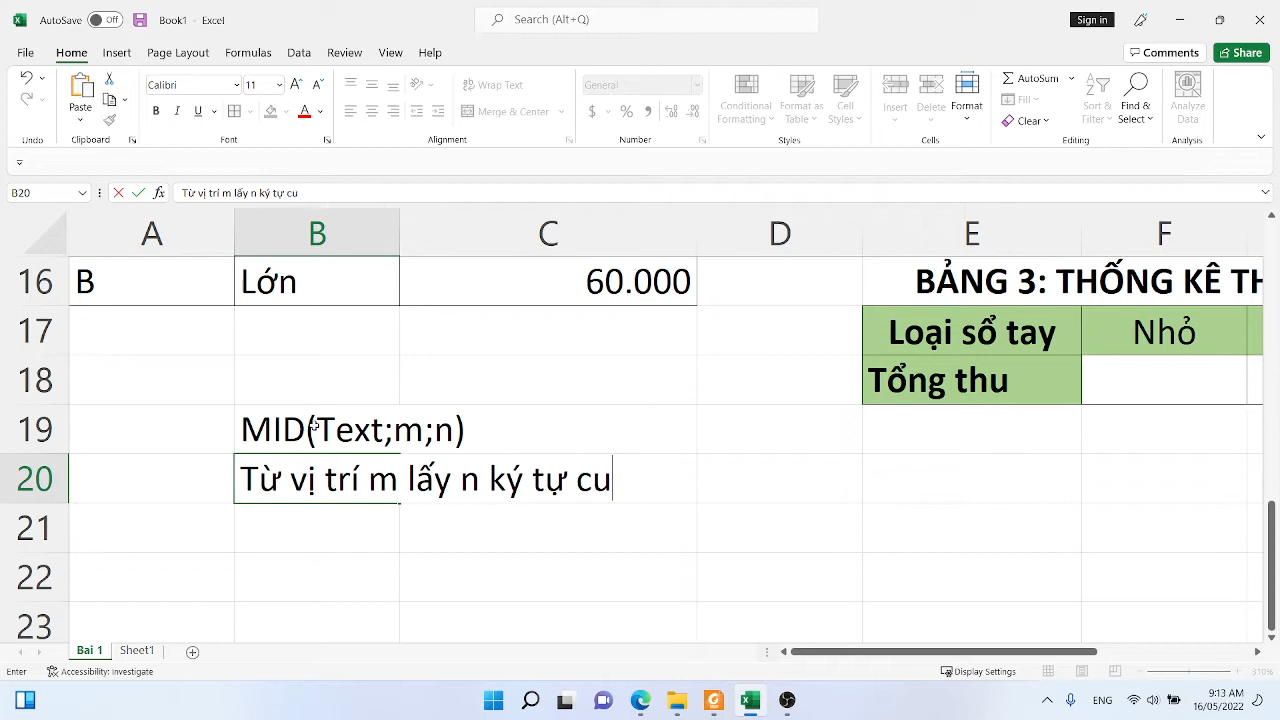 AutoSave Off Book1 - Excel Search (Alt+Q) Sign in
File Home Insert Page Layout Formulas Data Review View Help Comments Share
Calibri 11 Wrap Text General AutoSum
Paste Merge & Center Conditional Formatting Format as Table Cell Styles Insert Delete Format Fill Sort & Filter Find & Select Analyze Data
Clear
Clipboard Font Alignment Number Styles Cells Editing Analysis
B20 Từ vị trí m lấy n ký tự cu
A B C D E F
16 B Lớn 60.000 BẢNG 3: THỐNG KÊ TH
17 Loại sổ tay Nhỏ
18 Tổng thu
19 MID(Text;m;n)
20 Từ vị trí m lấy n ký tự cu
21
22
23
Bai 1 Sheet1
Enter Accessibility: Investigate Display Settings 310%
ENG 9:13 AM
16/05/2022